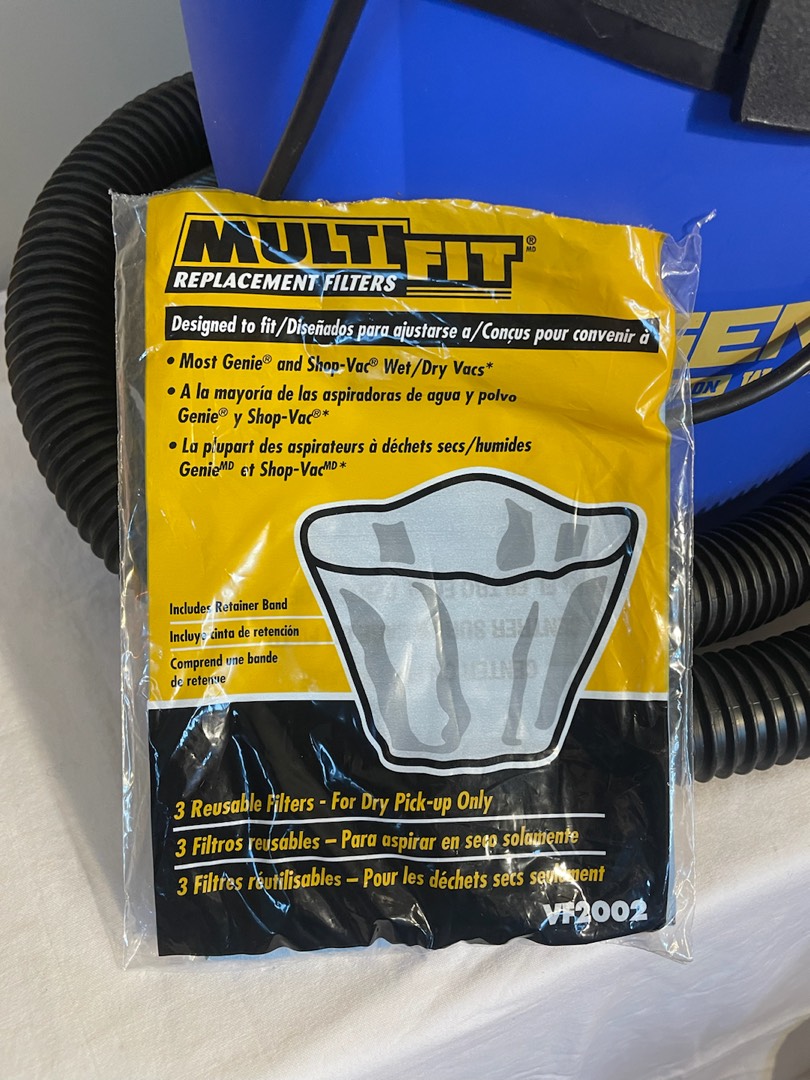 MULTI FIT® MD
REPLACEMENT FILTERS
Designed to fit/Diseñados para ajustarse a/Conçus pour convenir à
• Most Genie® and Shop-Vac® Wet/Dry Vacs*
• A la mayoría de las aspiradoras de agua y polvo
Genie® y Shop-Vac®*
• La plupart des aspirateurs à déchets secs/humides
Genieᴹᴰ et Shop-Vacᴹᴰ*
Includes Retainer Band
Incluye cinta de retención
Comprend une bande
de retenue
3 Reusable Filters - For Dry Pick-up Only
3 Filtros reusables – Para aspirar en seco solamente
3 Filtres réutilisables – Pour les déchets secs seulement
VF2002
GEN
ON